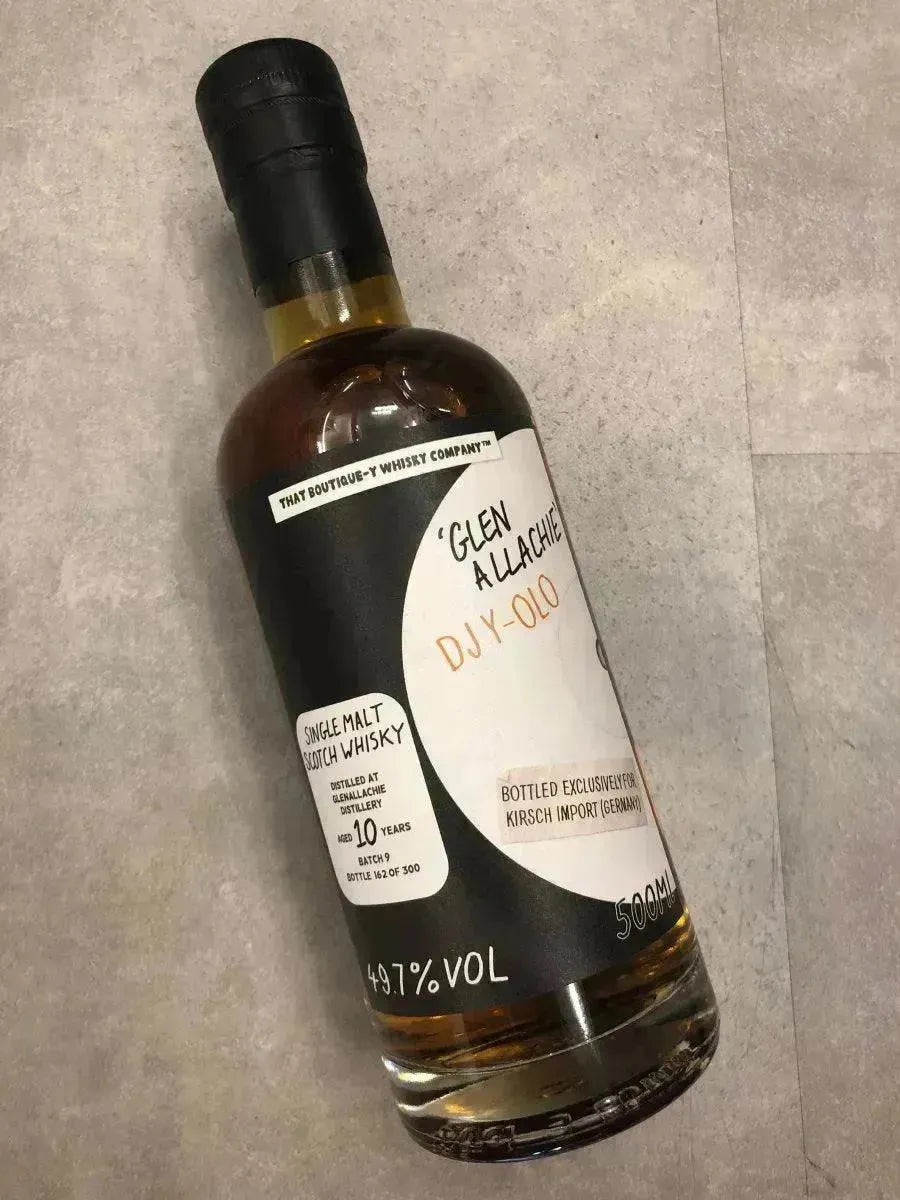 THAT BOUTIQUE-Y WHISKY COMPANY™
'GLEN
ALLACHIE'
DJ Y-OLO
SINGLE MALT
SCOTCH WHISKY
DISTILLED AT
GLENALLACHIE
DISTILLERY
AGED 10 YEARS
BATCH 9
BOTTLE 162 OF 300
BOTTLED EXCLUSIVELY FOR
KIRSCH IMPORT (GERMANY)
500ML
49.7% VOL